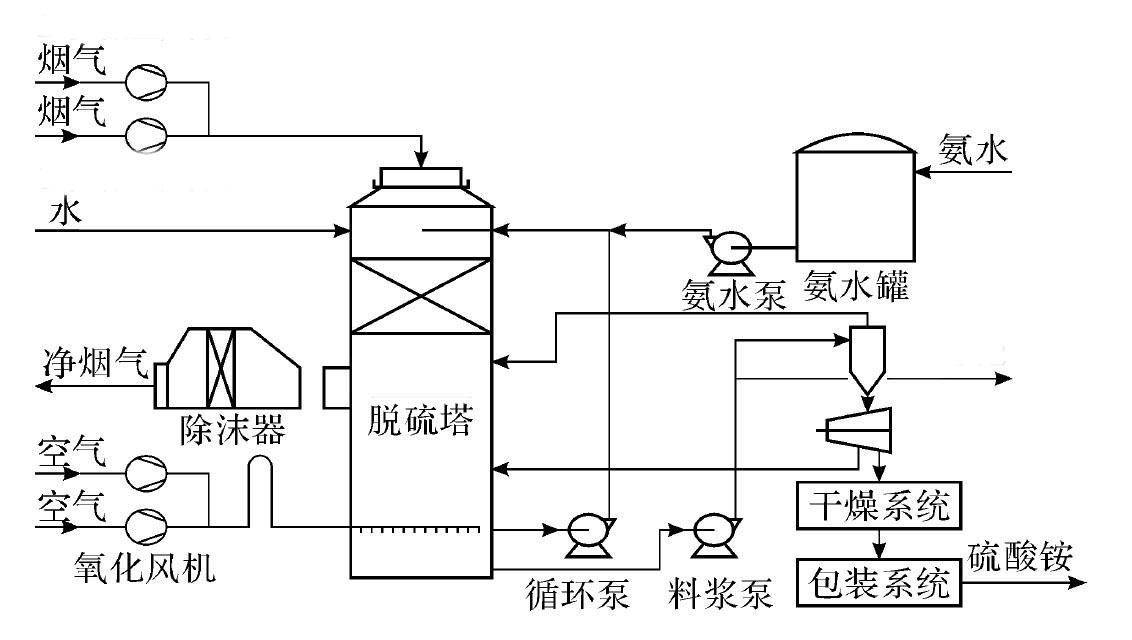 烟气
烟气
氨水
水
氨水泵
氨水罐
净烟气
除沫器
脱硫塔
空气
空气
氧化风机
干燥系统
硫酸铵
包装系统
循环泵
料浆泵